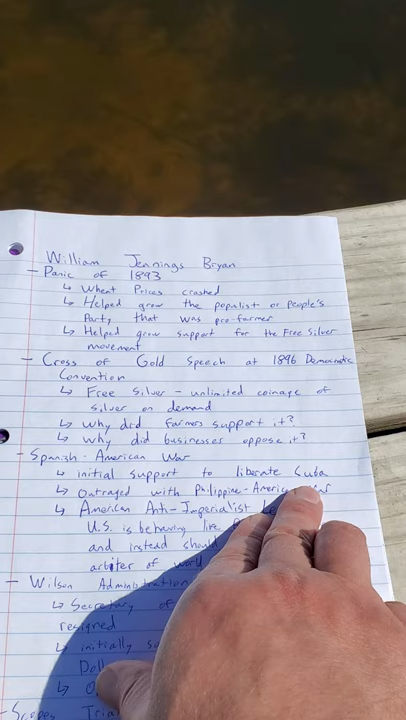 William Jennings Bryan
- Panic of 1893
↳ Wheat Prices crashed
↳ Helped grow the populist or People's
Party, that was pro-farmer
↳ Helped grow support for the Free Silver
movement
- Cross of Gold Speech at 1896 Democratic
Convention
↳ Free silver - unlimited coinage of
silver on demand
↳ why did farmers support it?
↳ why did businesses oppose it?
- Spanish-American War
↳ initial support to liberate Cuba
↳ Outraged with Philippine-American War
↳ American Anti-Imperialist
U.S. is behaving like
and instead should
arbiter of world
- Wilson Administration
↳ Secretary of
resigned
↳ initially
↳
- Scopes Trial